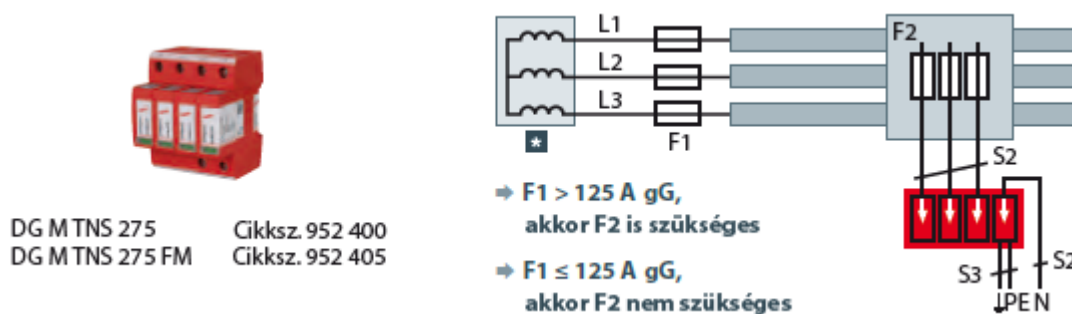 DG M TNS 275 Cikksz. 952 400
DG M TNS 275 FM Cikksz. 952 405
L1
L2
L3
F1
F2
*
S2
F1 > 125 A gG,
akkor F2 is szükséges
F1 ≤ 125 A gG,
akkor F2 nem szükséges
S3
S2
PE N